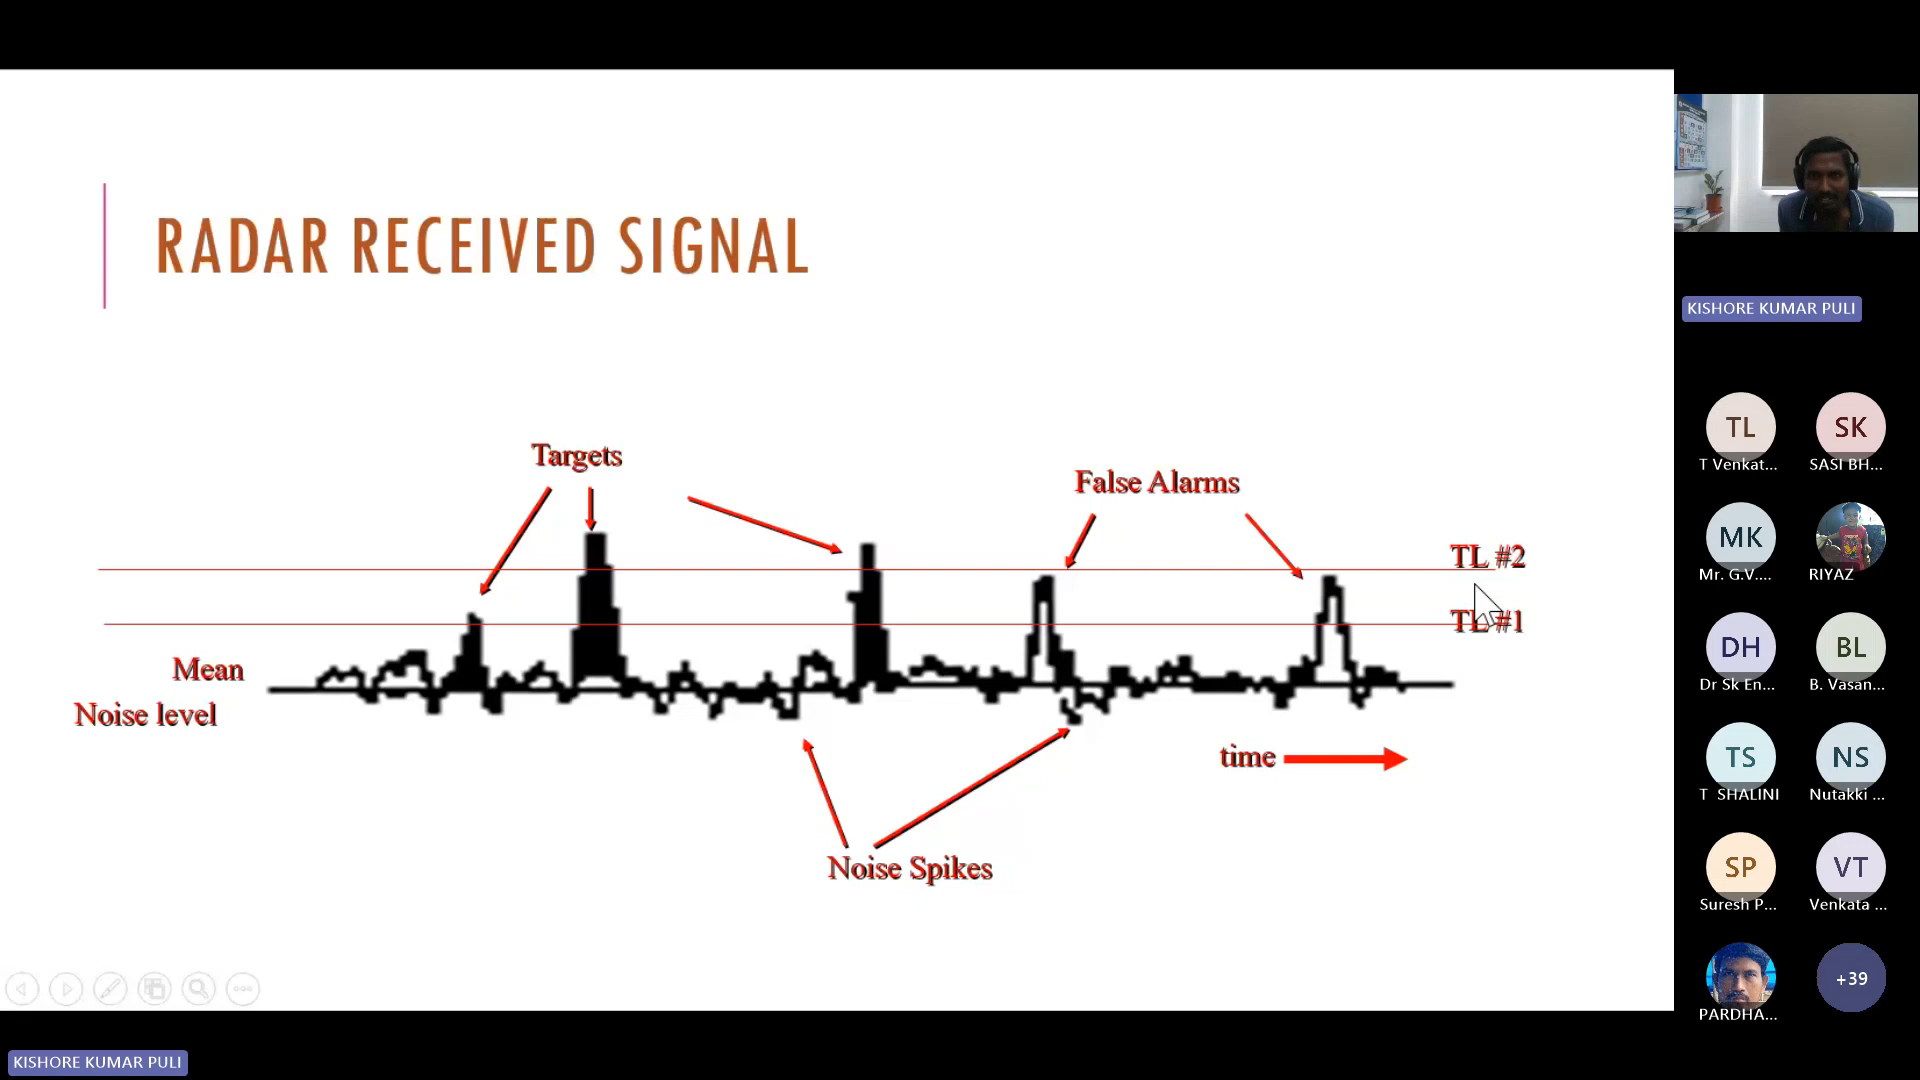 RADAR RECEIVED SIGNAL
Targets
False Alarms
TL #2
TL #1
Mean
Noise level
time
Noise Spikes
KISHORE KUMAR PULI
TL
SK
T Venkat...
SASI BH...
MK
Mr. G.V....
RIYAZ
DH
BL
Dr Sk En...
B. Vasan...
TS
NS
T SHALINI
Nutakki ...
SP
VT
Suresh P...
Venkata ...
+39
PARDHA...
KISHORE KUMAR PULI